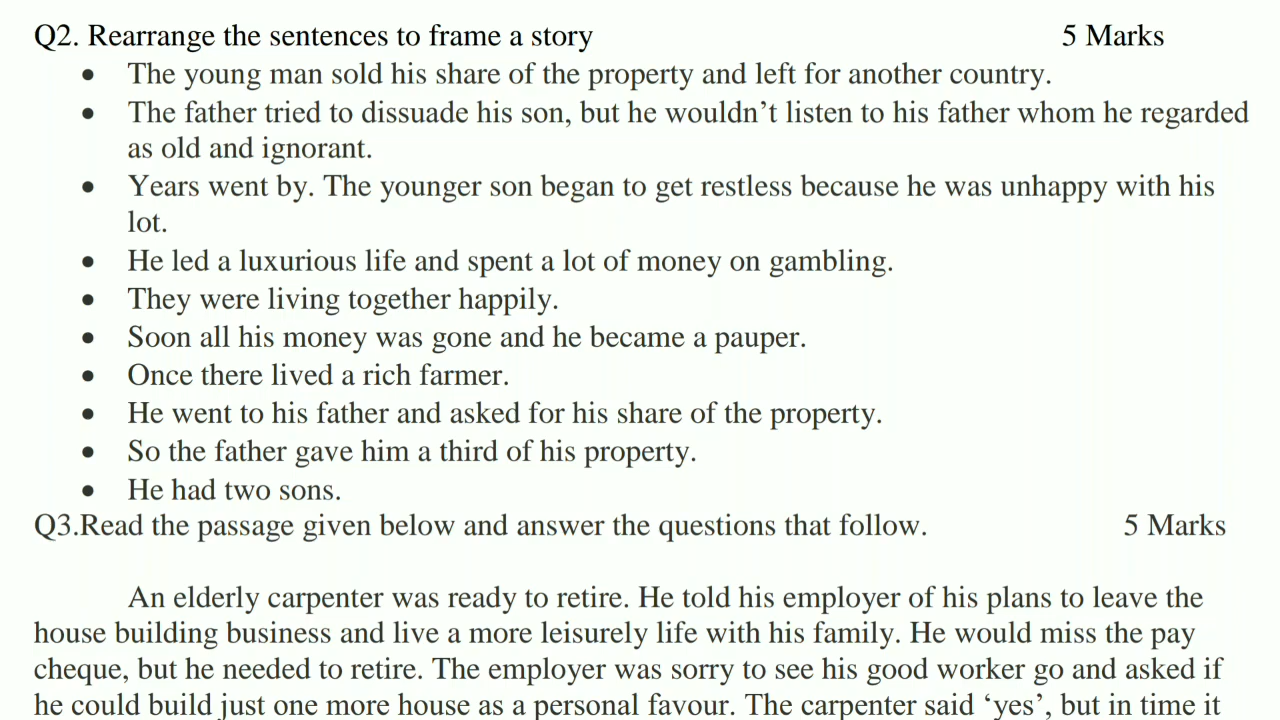 Q2. Rearrange the sentences to frame a story 5 Marks
• The young man sold his share of the property and left for another country.
• The father tried to dissuade his son, but he wouldn’t listen to his father whom he regarded
as old and ignorant.
• Years went by. The younger son began to get restless because he was unhappy with his
lot.
• He led a luxurious life and spent a lot of money on gambling.
• They were living together happily.
• Soon all his money was gone and he became a pauper.
• Once there lived a rich farmer.
• He went to his father and asked for his share of the property.
• So the father gave him a third of his property.
• He had two sons.
Q3.Read the passage given below and answer the questions that follow. 5 Marks
An elderly carpenter was ready to retire. He told his employer of his plans to leave the
house building business and live a more leisurely life with his family. He would miss the pay
cheque, but he needed to retire. The employer was sorry to see his good worker go and asked if
he could build just one more house as a personal favour. The carpenter said ‘yes’, but in time it